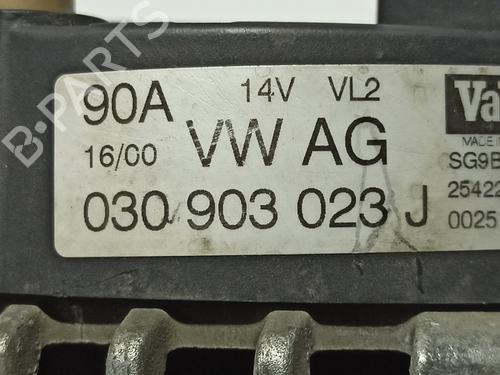 90A 14V VL2
16/00 VW AG
030 903 023 J
Va
MADE
SG9B
25422
0025
B-PARTS